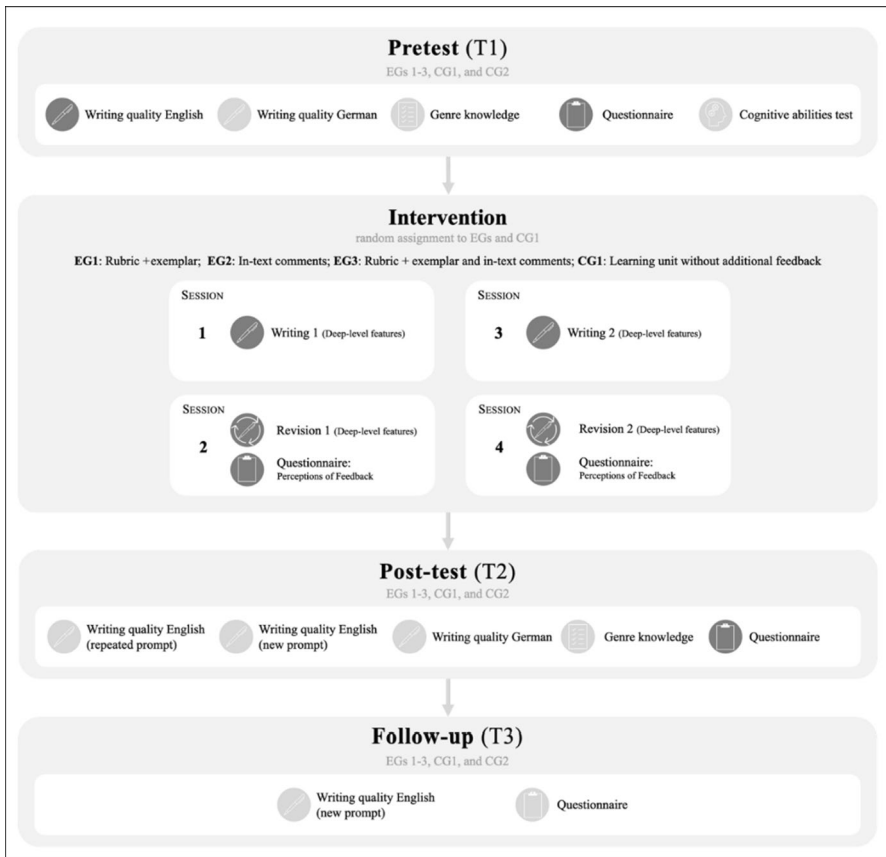 Pretest (T1)
EGs 1-3, CG1, and CG2
Writing quality English
Writing quality German
Genre knowledge
Questionnaire
Cognitive abilities test
Intervention
random assignment to EGs and CG1
EG1: Rubric +exemplar; EG2: In-text comments; EG3: Rubric + exemplar and in-text comments; CG1: Learning unit without additional feedback
SESSION
1
Writing 1 (Deep-level features)
SESSION
3
Writing 2 (Deep-level features)
SESSION
2
Revision 1 (Deep-level features)
Questionnaire:
Perceptions of Feedback
SESSION
4
Revision 2 (Deep-level features)
Questionnaire:
Perceptions of Feedback
Post-test (T2)
EGs 1-3, CG1, and CG2
Writing quality English
(repeated prompt)
Writing quality English
(new prompt)
Writing quality German
Genre knowledge
Questionnaire
Follow-up (T3)
EGs 1-3, CG1, and CG2
Writing quality English
(new prompt)
Questionnaire